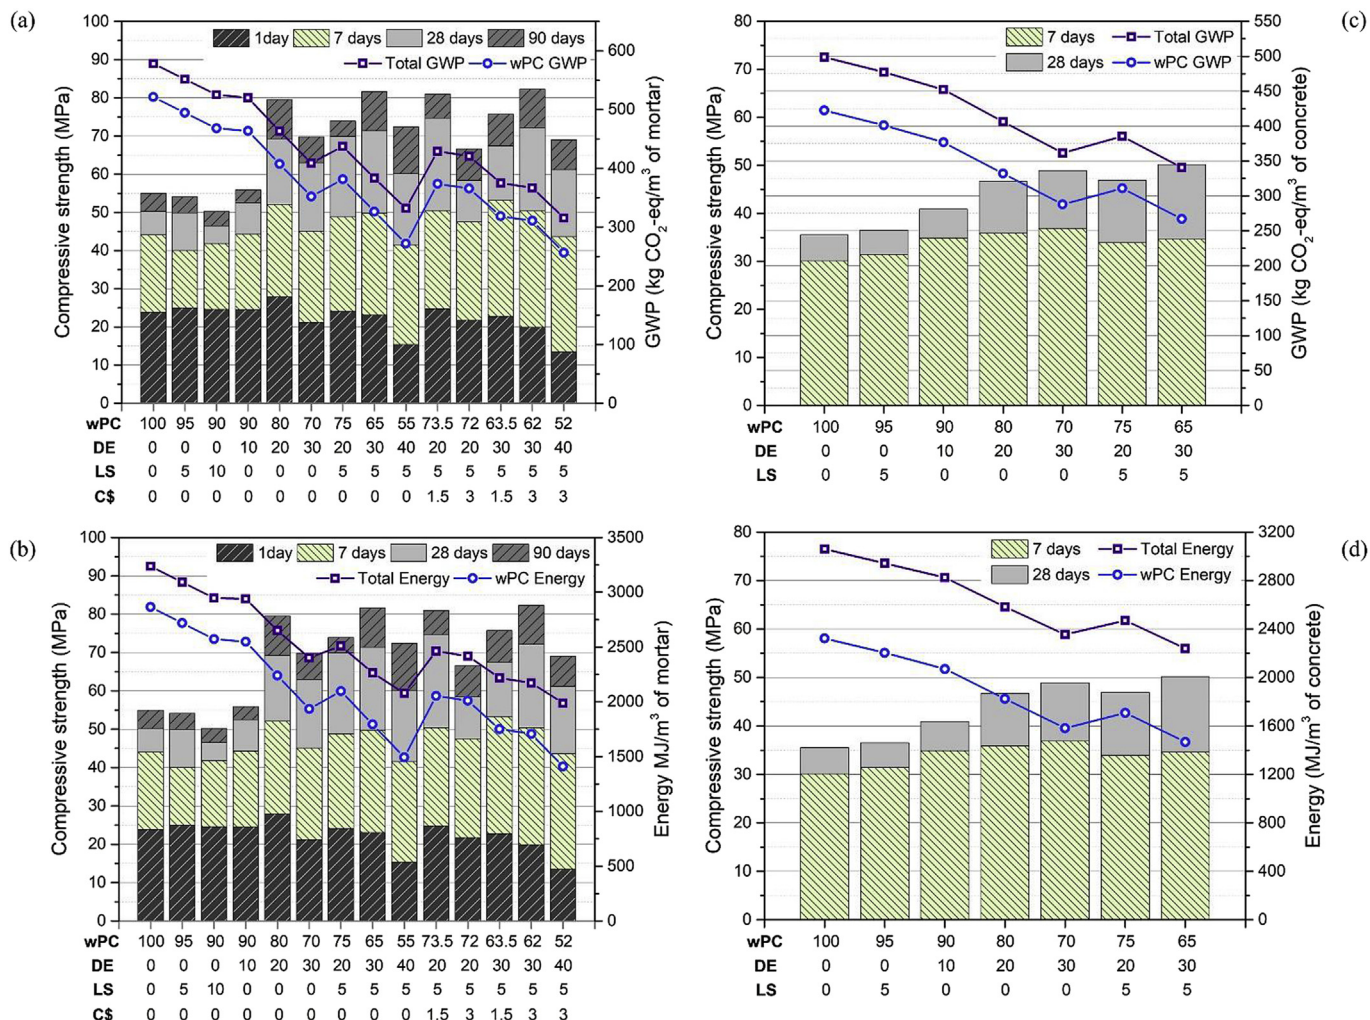 (a)
100
90
80
70
60
50
40
30
20
10
0
Compressive strength (MPa)
1day
7 days
28 days
90 days
Total GWP
wPC GWP
600
500
400
300
200
100
0
GWP (kg CO2-eq/m3 of mortar)
wPC 100 95 90 90 80 70 75 65 55 73.5 72 63.5 62 52
DE 0 0 0 10 20 30 20 30 40 20 20 30 30 40
LS 0 5 10 0 0 0 5 5 5 5 5 5 5 5
C$ 0 0 0 0 0 0 0 0 0 1.5 3 1.5 3 3
(c)
80
70
60
50
40
30
20
10
0
Compressive strength (MPa)
7 days
28 days
Total GWP
wPC GWP
550
500
450
400
350
300
250
200
150
100
50
0
GWP (kg CO2-eq/m3 of concrete)
wPC 100 95 90 80 70 75 65
DE 0 0 10 20 30 20 30
LS 0 5 0 0 0 5 5
(b)
100
90
80
70
60
50
40
30
20
10
0
Compressive strength (MPa)
1day
7 days
28 days
90 days
Total Energy
wPC Energy
3500
3000
2500
2000
1500
1000
500
0
Energy MJ/m3 of mortar)
wPC 100 95 90 90 80 70 75 65 55 73.5 72 63.5 62 52
DE 0 0 0 10 20 30 20 30 40 20 20 30 30 40
LS 0 5 10 0 0 0 5 5 5 5 5 5 5 5
C$ 0 0 0 0 0 0 0 0 0 1.5 3 1.5 3 3
(d)
80
70
60
50
40
30
20
10
0
Compressive strength (MPa)
7 days
28 days
Total Energy
wPC Energy
3200
2800
2400
2000
1600
1200
800
400
0
Energy (MJ/m3 of concrete)
wPC 100 95 90 80 70 75 65
DE 0 0 10 20 30 20 30
LS 0 5 0 0 0 5 5